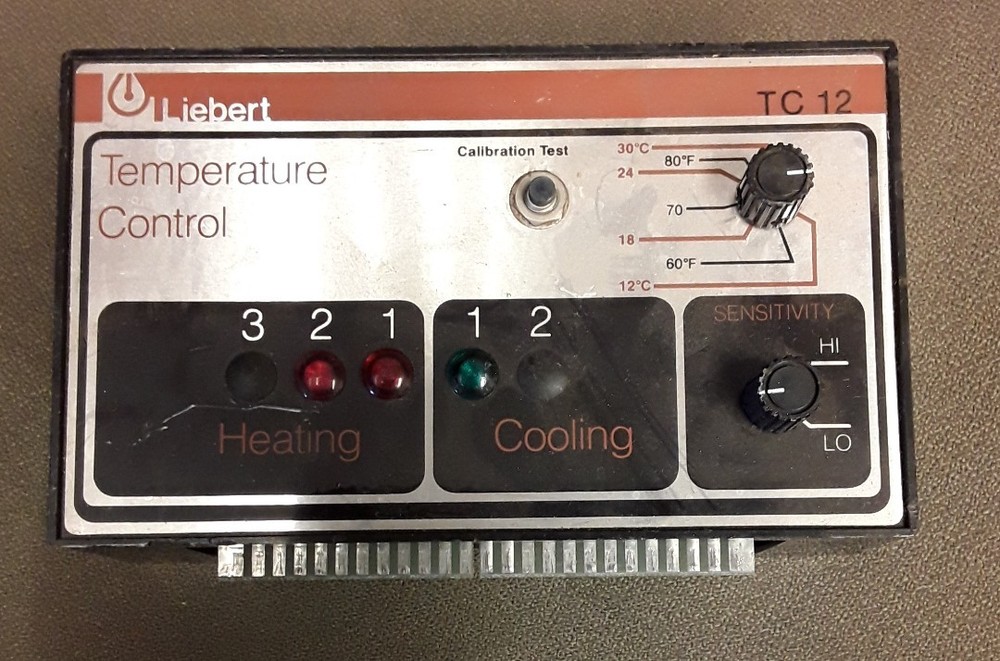 Liebert
TC 12
Temperature
Control
Calibration Test
30°C
80°F
24
70
18
60°F
12°C
3 2 1
Heating
1 2
Cooling
SENSITIVITY
HI
LO